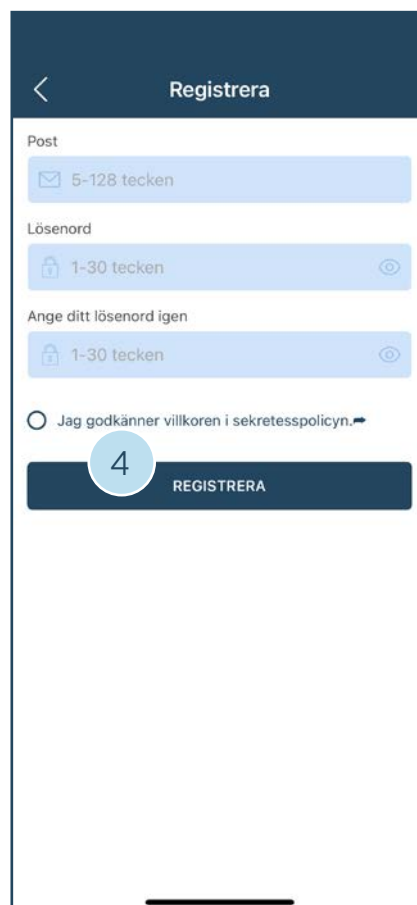 Registrera
Post
5-128 tecken
Lösenord
1-30 tecken
Ange ditt lösenord igen
1-30 tecken
Jag godkänner villkoren i sekretesspolicyn.➦
4
REGISTRERA